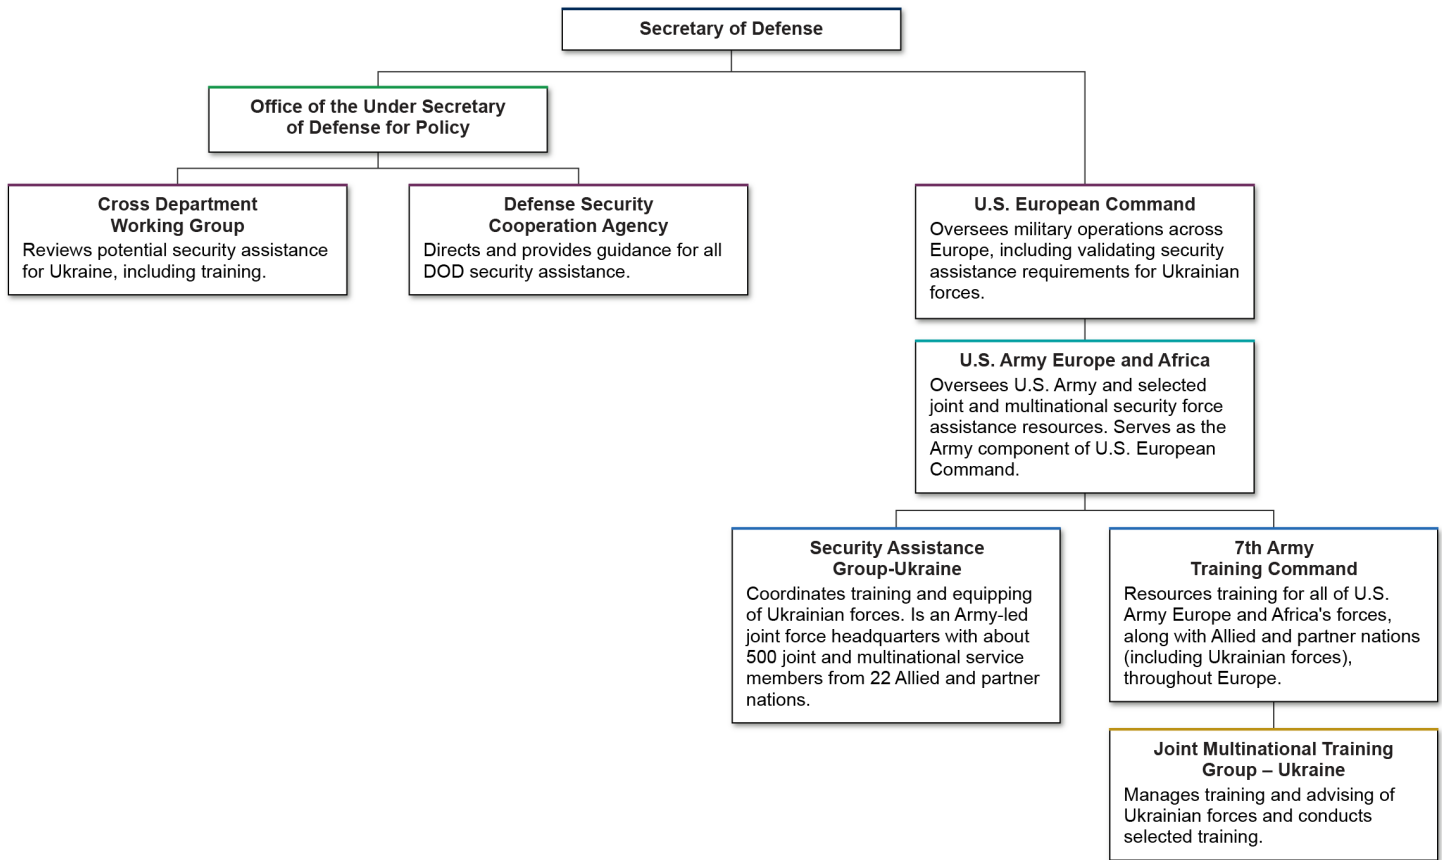 Secretary of Defense
Office of the Under Secretary
of Defense for Policy
Cross Department
Working Group
Reviews potential security assistance
for Ukraine, including training.
Defense Security
Cooperation Agency
Directs and provides guidance for all
DOD security assistance.
U.S. European Command
Oversees military operations across
Europe, including validating security
assistance requirements for Ukrainian
forces.
U.S. Army Europe and Africa
Oversees U.S. Army and selected
joint and multinational security force
assistance resources. Serves as the
Army component of U.S. European
Command.
Security Assistance
Group-Ukraine
Coordinates training and equipping
of Ukrainian forces. Is an Army-led
joint force headquarters with about
500 joint and multinational service
members from 22 Allied and partner
nations.
7th Army
Training Command
Resources training for all of U.S.
Army Europe and Africa's forces,
along with Allied and partner nations
(including Ukrainian forces),
throughout Europe.
Joint Multinational Training
Group – Ukraine
Manages training and advising of
Ukrainian forces and conducts
selected training.